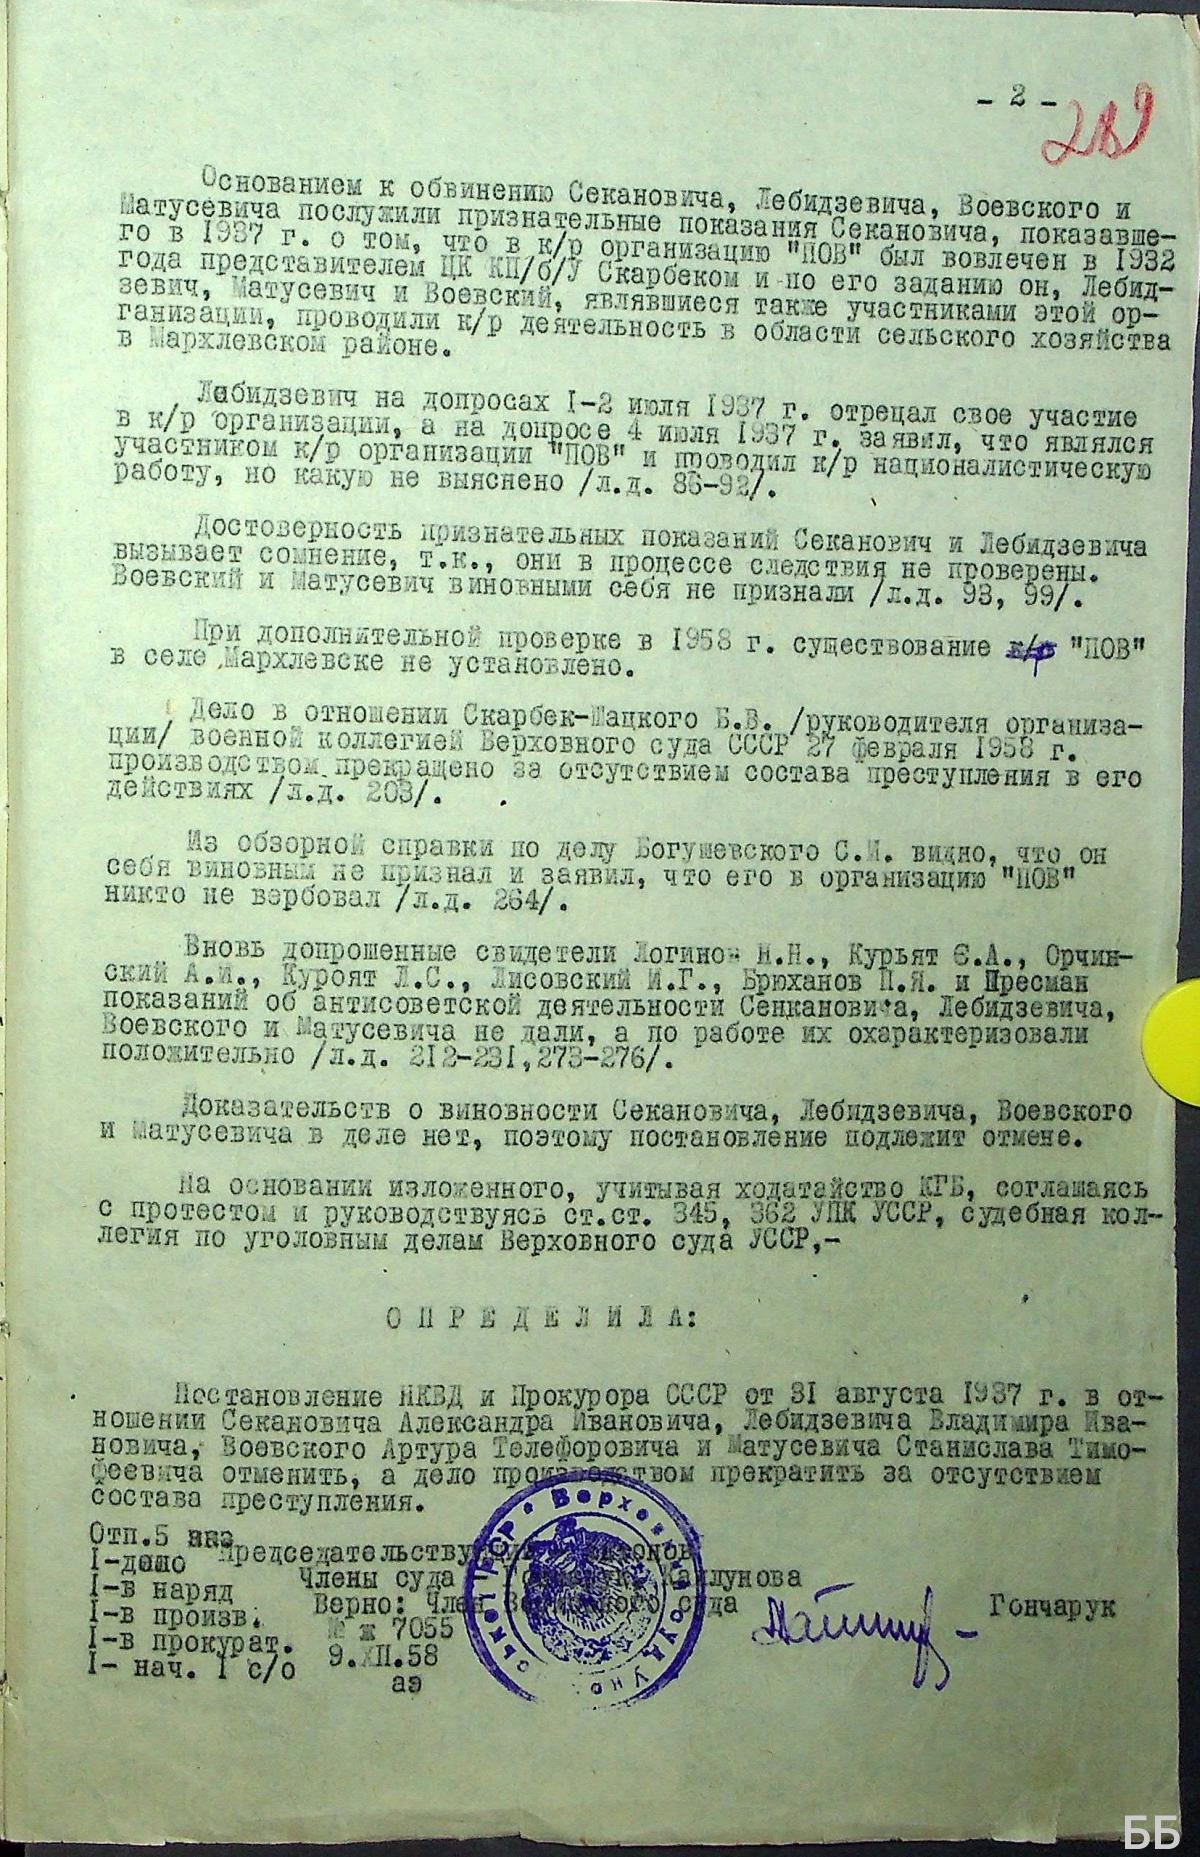 - 2 -
289
Основанием к обвинению Секановича, Лебидзевича, Воевского и
Матусевича послужили признательные показания Секановича, показавше-
го в 1937 г. о том, что в к/р организацию "ПОВ" был вовлечен в 1932
года представителем ЦК КП/б/У Скарбеком и по его заданию он, Лебид-
зевич, Матусевич и Воевский, являвшиеся также участниками этой ор-
ганизации, проводили к/р деятельность в области сельского хозяйства
в Мархлевском районе.
Лебидзевич на допросах I-2 июля 1937 г. отрецал свое участие
в к/р организации, а на допросе 4 июля 1937 г. заявил, что являлся
участником к/р организации "ПОВ" и проводил к/р националистическую
работу, но какую не выяснено /л.д. 86-92/.
Достоверность признательных показаний Секанович и Лебидзевича
вызывает сомнение, т.к., они в процессе следствия не проверены.
Воевский и Матусевич виновными себя не признали /л.д. 93, 99/.
При дополнительной проверке в 1958 г. существование к/р "ПОВ"
в селе Мархлевске не установлено.
Дело в отношении Скарбек-Шацкого Б.В. /руководителя организа-
ции/ военной коллегией Верховного суда СССР 27 февраля 1958 г.
производством прекращено за отсутствием состава преступления в его
действиях /л.д. 203/.
Из обзорной справки по делу Богушевского С.И. видно, что он
себя виновным не признал и заявил, что его в организацию "ПОВ"
никто не вербовал /л.д. 264/.
Вновь допрошенные свидетели Логинов Н.Н., Курьят Є.А., Орчин-
ский А.И., Куроят Л.С., Лисовский И.Г., Брюханов П.Я. и Пресман
показаний об антисоветской деятельности Сенкановича, Лебидзевича,
Воевского и Матусевича не дали, а по работе их охарактеризовали
положительно /л.д. 212-231,273-276/.
Доказательств о виновности Секановича, Лебидзевича, Воевского
и Матусевича в деле нет, поэтому постановление подлежит отмене.
На основании изложенного, учитывая ходатайство КГБ, соглашаясь
с протестом и руководствуясь ст.ст. 345, 362 УПК УССР, судебная кол-
легия по уголовным делам Верховного суда УССР,-
О П Р Е Д Е Л И Л А:
Постановление НКВД и Прокурора СССР от 31 августа 1937 г. в от-
ношении Секановича Александра Ивановича, Лебидзевича Владимира Ива-
новича, Воевского Артура Телефоровича и Матусевича Станислава Тимо-
феевича отменить, а дело производством прекратить за отсутствием
состава преступления.
Отп.5 экз
Председательствующий
I-дело
Члены суда Кайлунова
I-в наряд
Верно: Член Верховного суда Гончарук
I-в произв.
№ ж 7055
I-в прокурат.
9.XII.58
I- нач. I с/о
аэ
ББ